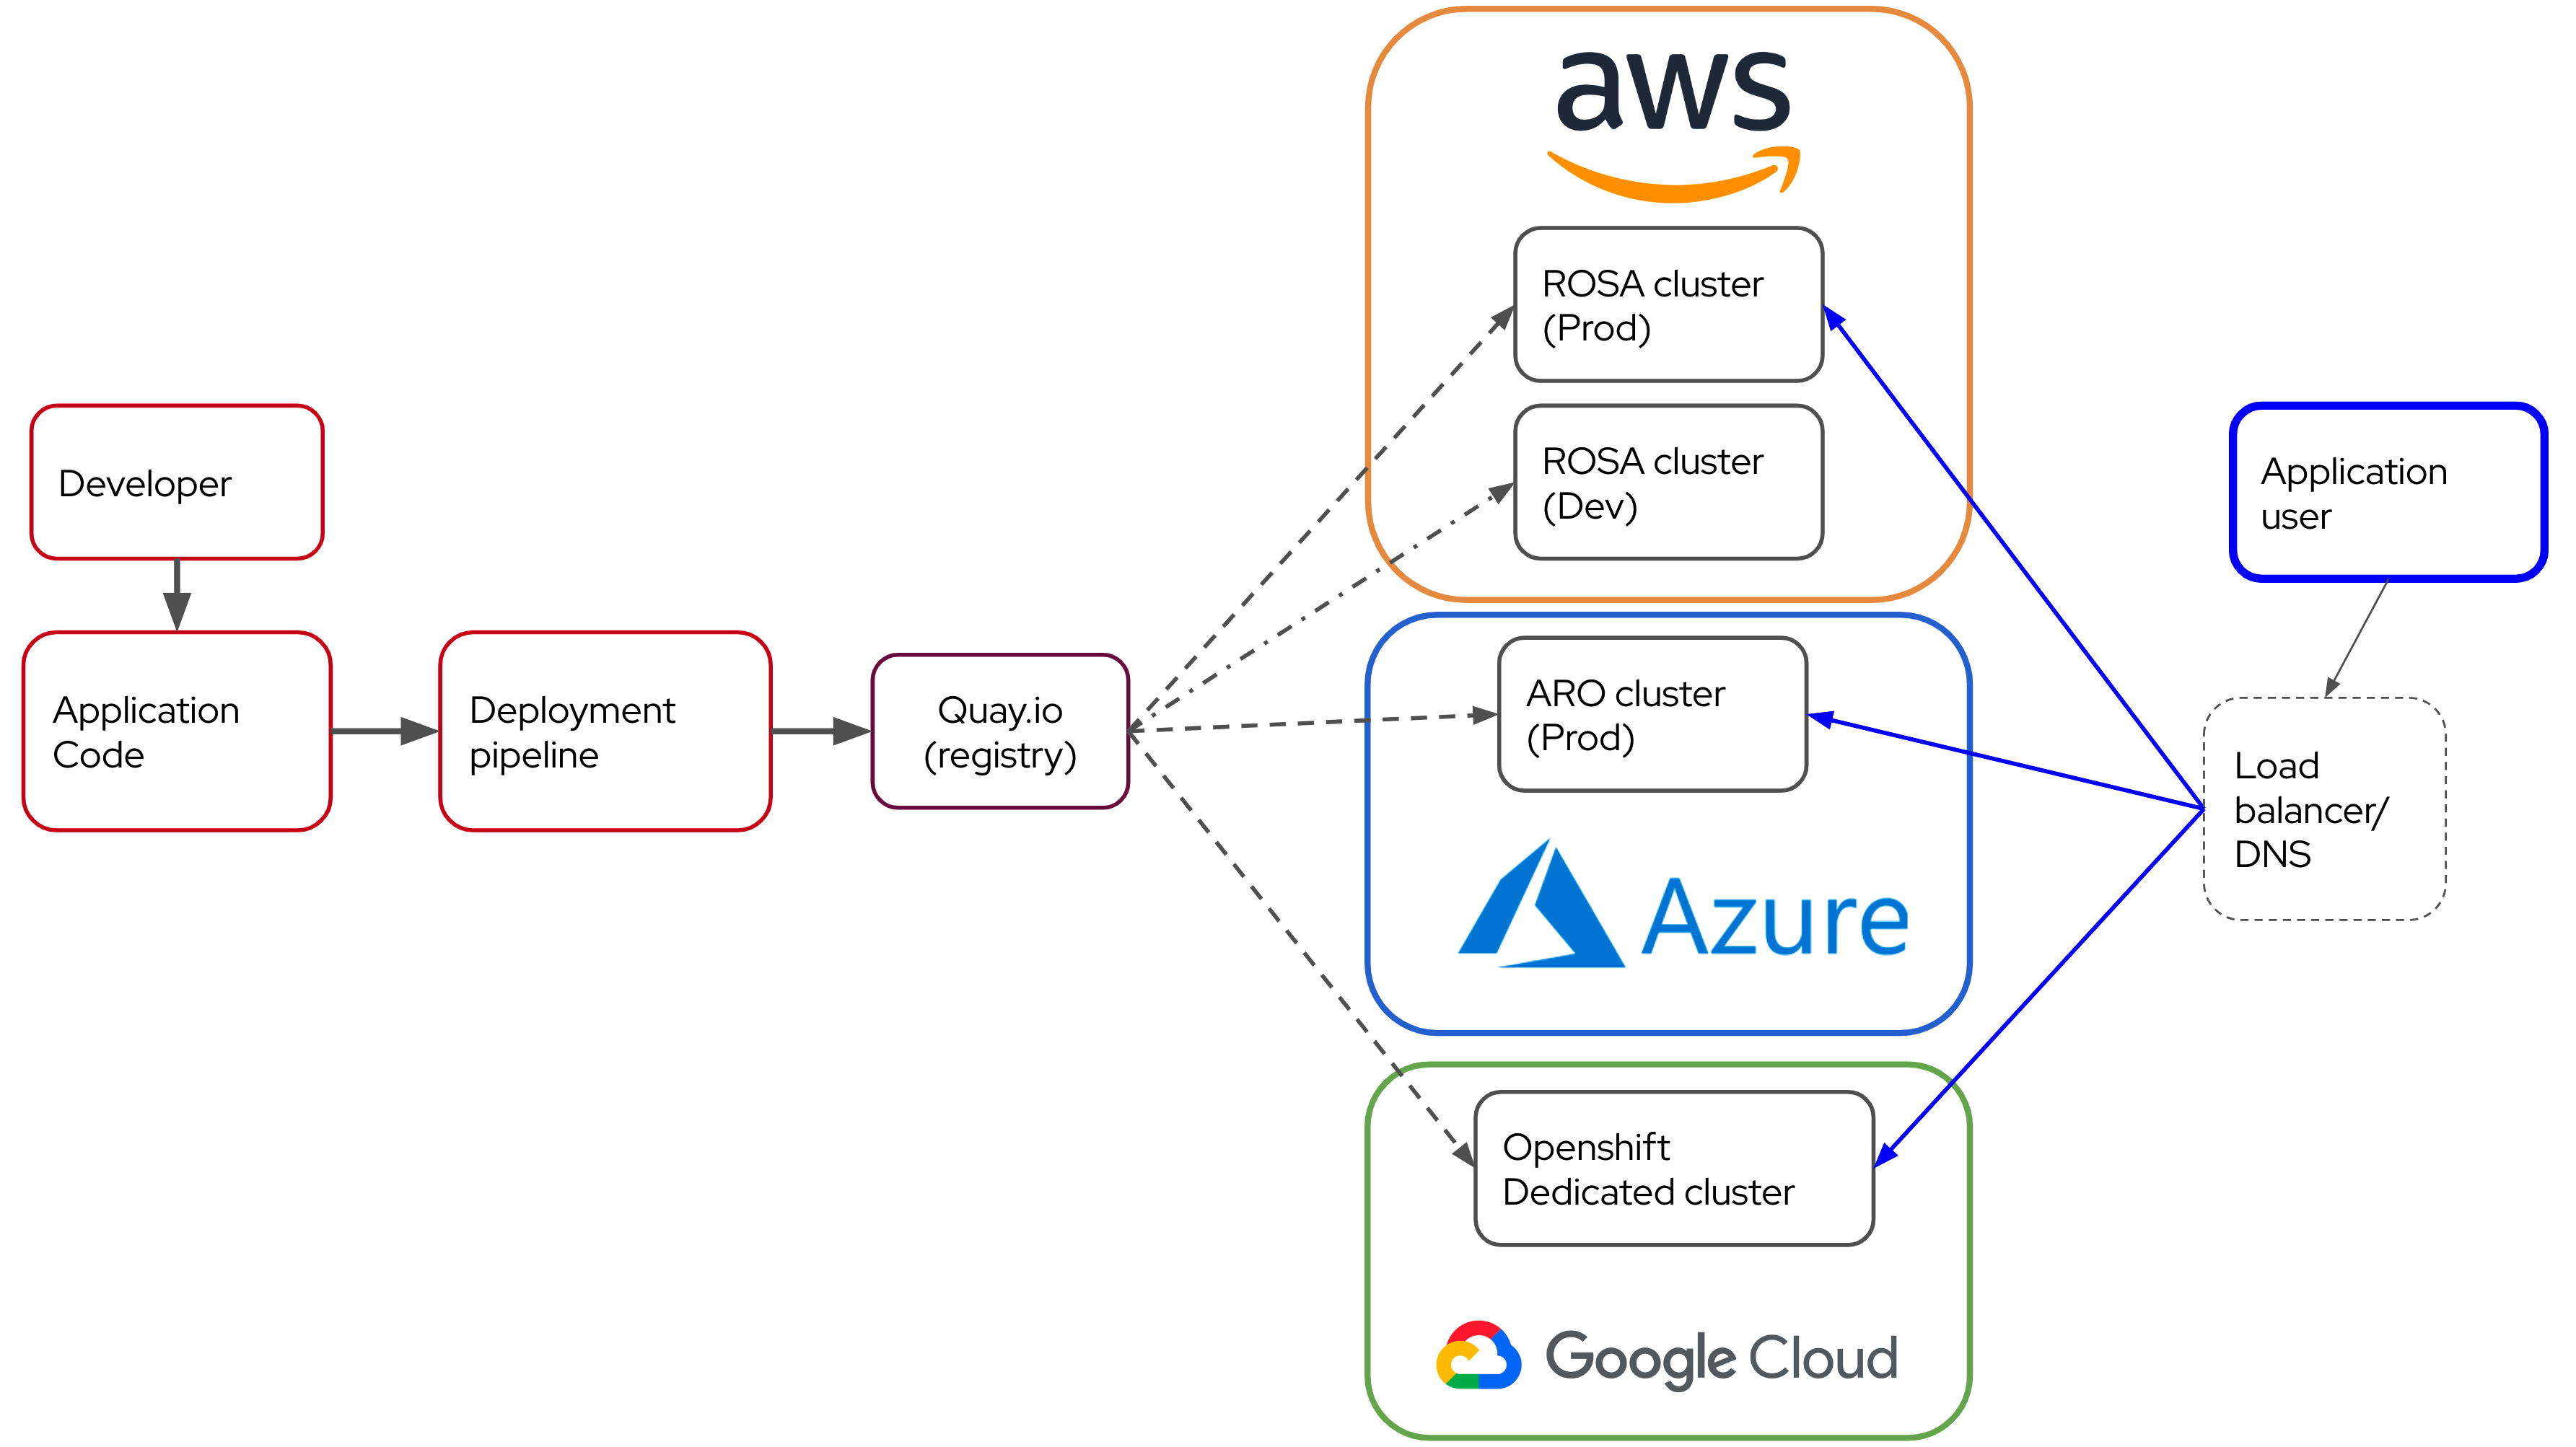 aws
ROSA cluster
(Prod)
ROSA cluster
(Dev)
Developer
Application
user
Application
Code
Deployment
pipeline
Quay.io
(registry)
ARO cluster
(Prod)
Azure
Load
balancer/
DNS
Openshift
Dedicated cluster
Google Cloud